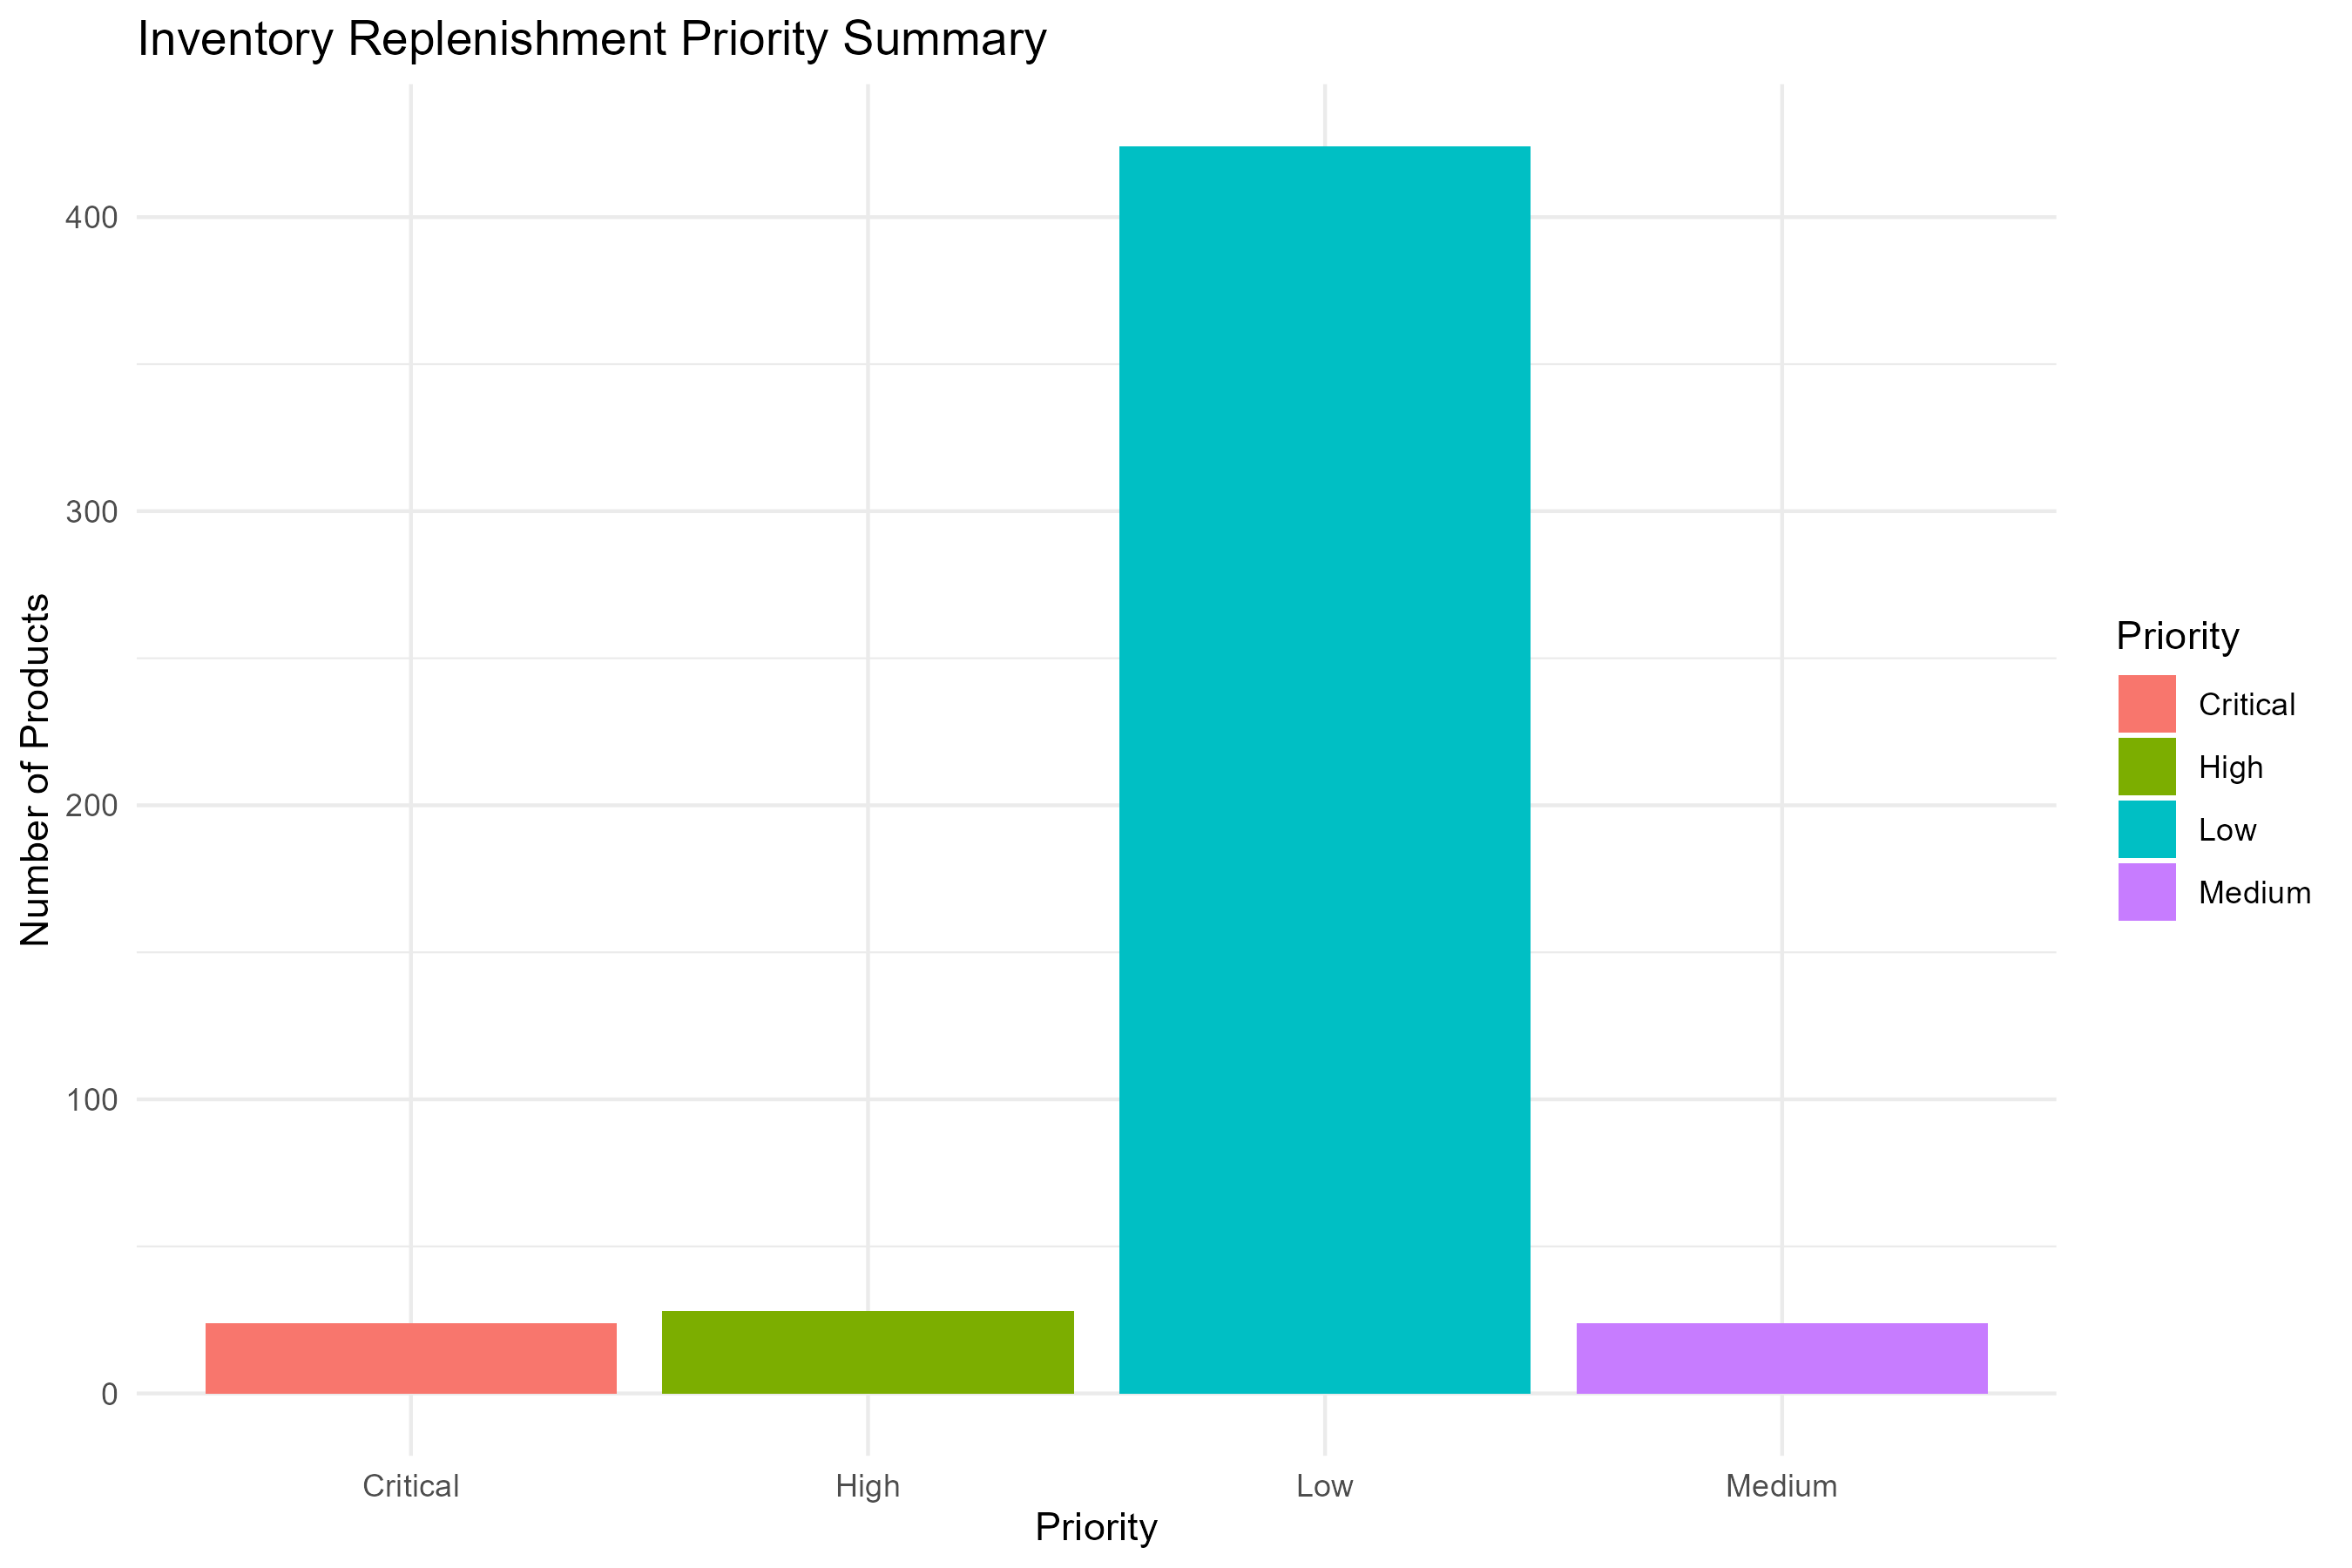 Inventory Replenishment Priority Summary
Number of Products
400
300
200
100
0
Critical
High
Low
Medium
Priority
Priority
Critical
High
Low
Medium